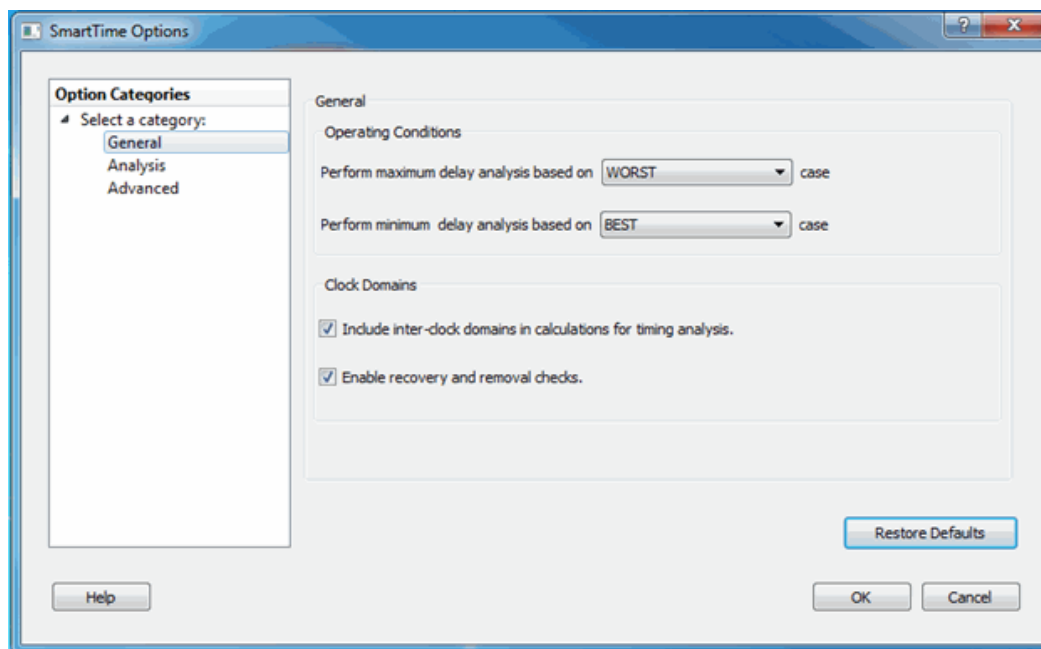 SmartTime Options
?
X
Option Categories
Select a category:
General
Analysis
Advanced
General
Operating Conditions
Perform maximum delay analysis based on WORST case
Perform minimum delay analysis based on BEST case
Clock Domains
Include inter-clock domains in calculations for timing analysis.
Enable recovery and removal checks.
Restore Defaults
Help
OK
Cancel